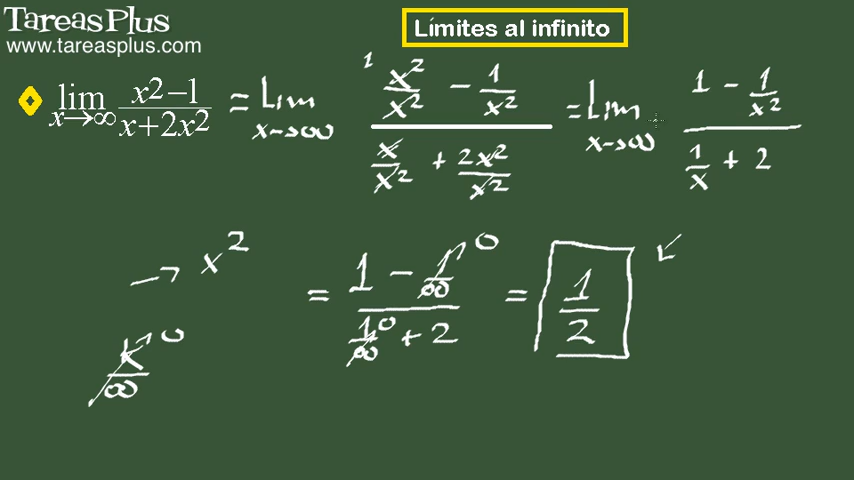 TareasPlus
www.tareasplus.com
Límites al infinito
lim x→∞ (x2−1)/(x+2x2) = Lim x→∞ (x²/x² − 1/x²)/(x/x² + 2x²/x²) = Lim x→∞ (1 − 1/x²)/(1/x + 2)
1
→ x²
= (1 − 1/∞ 0)/(1/∞ 0 + 2) = 1/2
k/∞ 0